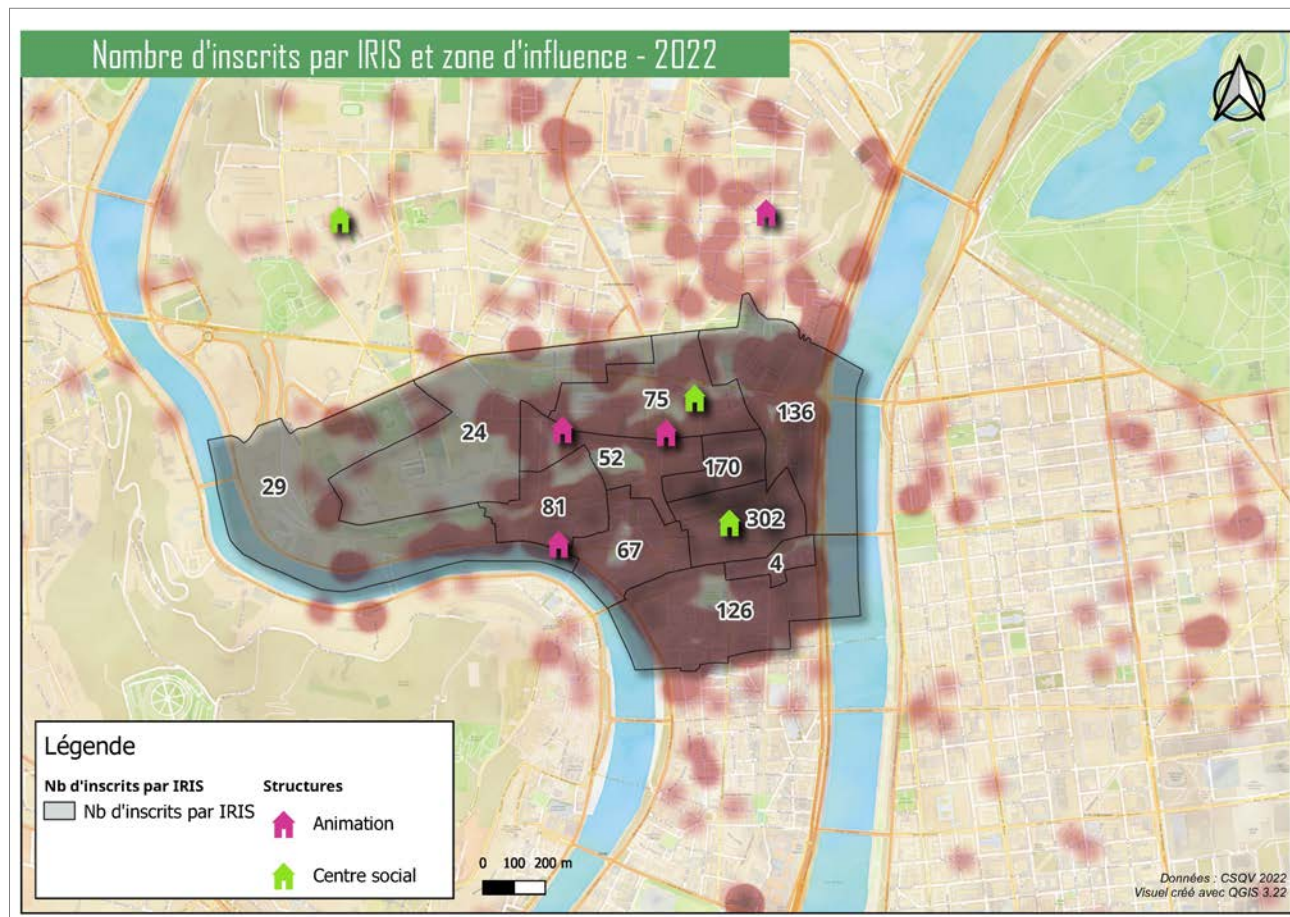 Nombre d'inscrits par IRIS et zone d'influence - 2022
75
136
24
52
170
29
81
302
67
4
126
Légende
Nb d'inscrits par IRIS
Nb d'inscrits par IRIS
Structures
Animation
Centre social
0 100 200 m
Données : CSQV 2022
Visuel créé avec QGIS 3.22